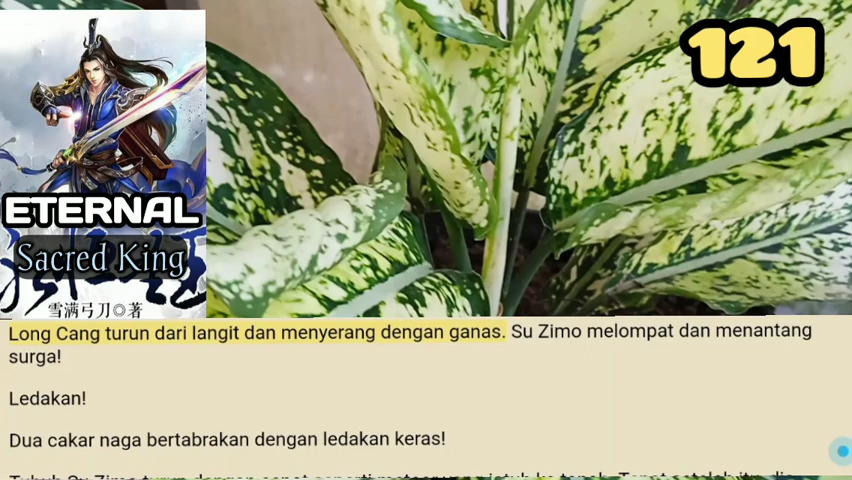 121
ETERNAL
Sacred King
雪满弓刀◎著
Long Cang turun dari langit dan menyerang dengan ganas. Su Zimo melompat dan menantang
surga!
Ledakan!
Dua cakar naga bertabrakan dengan ledakan keras!